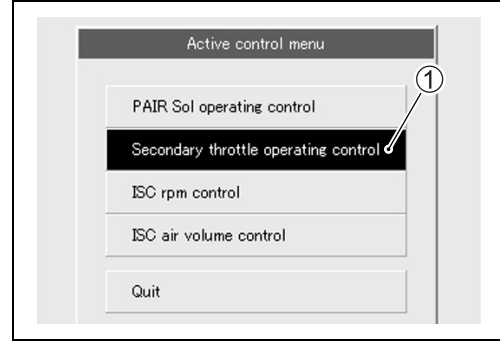 Active control menu
1
PAIR Sol operating control
Secondary throttle operating control
ISC rpm control
ISC air volume control
Quit